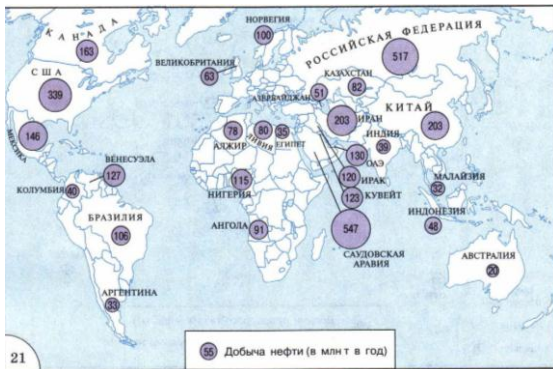 НОРВЕГИЯ
100
КАНАДА
163
РОССИЙСКАЯ ФЕДЕРАЦИЯ
517
ВЕЛИКОБРИТАНИЯ
63
КАЗАХСТАН
82
США
339
АЗЕРБАЙДЖАН
51
ИРАН
203
КИТАЙ
203
МЕКСИКА
146
АЛЖИР
78
ЛИВИЯ
80
ЕГИПЕТ
35
ИНДИЯ
39
ОАЭ
130
ИРАК
120
КУВЕЙТ
123
САУДОВСКАЯ
АРАВИЯ
547
ВЕНЕСУЭЛА
127
КОЛУМБИЯ
40
НИГЕРИЯ
115
МАЛАЙЗИЯ
32
ИНДОНЕЗИЯ
48
БРАЗИЛИЯ
106
АНГОЛА
91
АВСТРАЛИЯ
20
АРГЕНТИНА
33
21
55 Добыча нефти (в млн т в год)